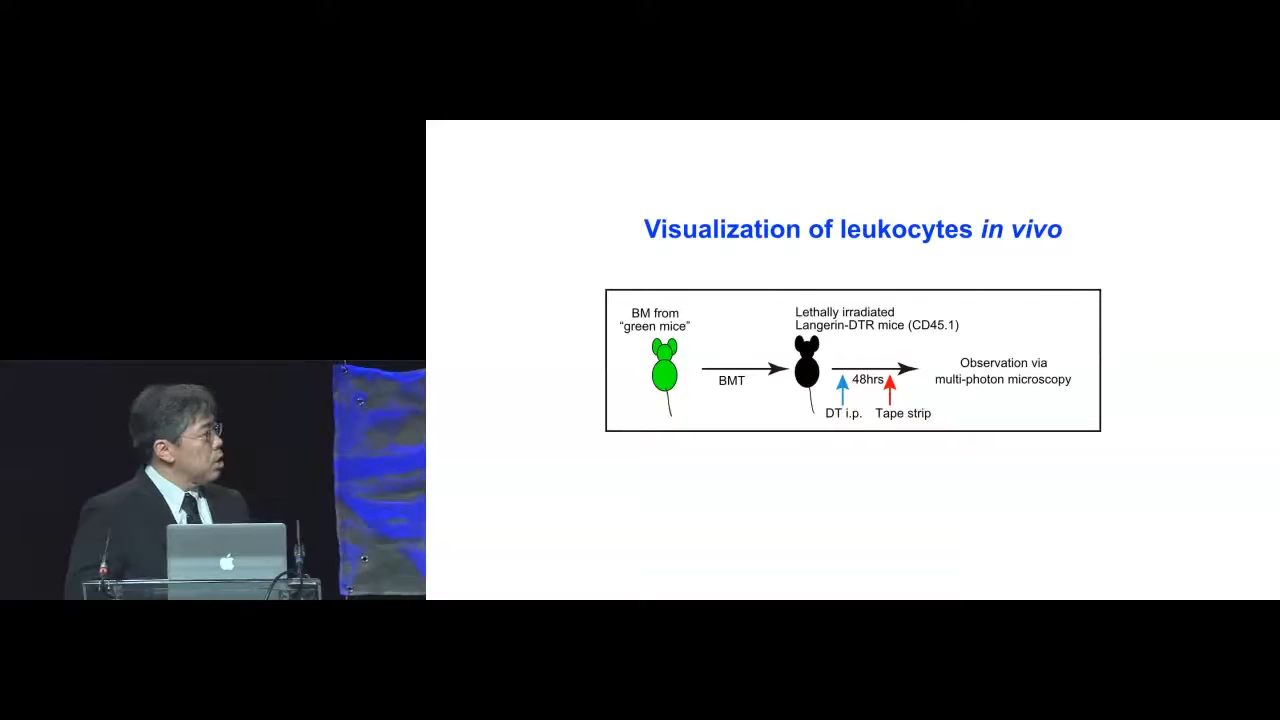 Visualization of leukocytes in vivo
BM from
“green mice”
BMT
Lethally irradiated
Langerin-DTR mice (CD45.1)
48hrs
DT i.p.
Tape strip
Observation via
multi-photon microscopy